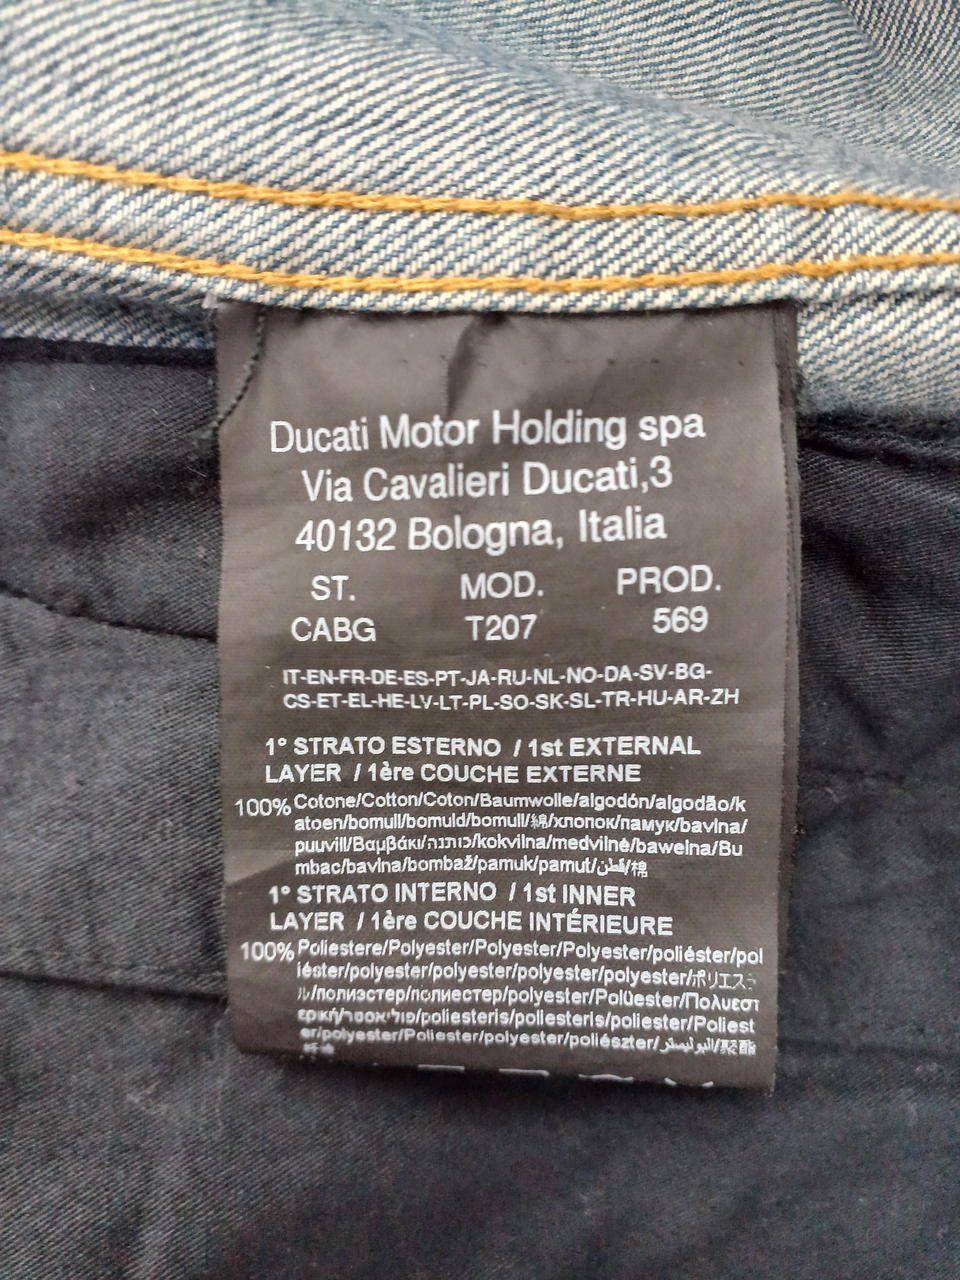 Ducati Motor Holding spa
Via Cavalieri Ducati,3
40132 Bologna, Italia
ST. MOD. PROD.
CABG T207 569
IT-EN-FR-DE-ES-PT-JA-RU-NL-NO-DA-SV-BG-
CS-ET-EL-HE-LV-LT-PL-SO-SK-SL-TR-HU-AR-ZH
1° STRATO ESTERNO / 1st EXTERNAL
LAYER / 1ère COUCHE EXTERNE
100% Cotone/Cotton/Coton/Baumwolle/algodón/algodão/k
atoen/bomull/bomuld/bomull/綿/хлопок/памук/bavlna/
puuvill/Βαμβάκι/כותנה/kokvilna/medvilnė/bawełna/Bu
mbac/bavlna/bombaž/pamuk/pamut/قطن/棉
1° STRATO INTERNO / 1st INNER
LAYER / 1ère COUCHE INTÉRIEURE
100% Poliestere/Polyester/Polyester/Polyester/poliéster/pol
iéster/polyester/polyester/polyester/polyester/ポリエステ
ル/полиэстер/полиестер/polyester/Polüester/Πολυεστ
ερική/פוליאסטר/poliesteris/poliesteris/poliester/Poliest
er/polyester/Poliester/polyester/poliészter/البوليستر/聚酯